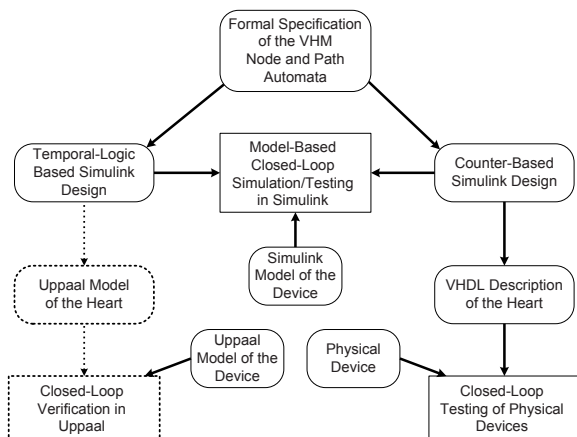 Formal Specification
of the VHM
Node and Path
Automata
Temporal-Logic
Based Simulink
Design
Model-Based
Closed-Loop
Simulation/Testing
in Simulink
Counter-Based
Simulink Design
Simulink
Model of the
Device
Uppaal Model
of the Heart
VHDL Description
of the Heart
Uppaal
Model of the
Device
Physical
Device
Closed-Loop
Verification in
Uppaal
Closed-Loop
Testing of Physical
Devices